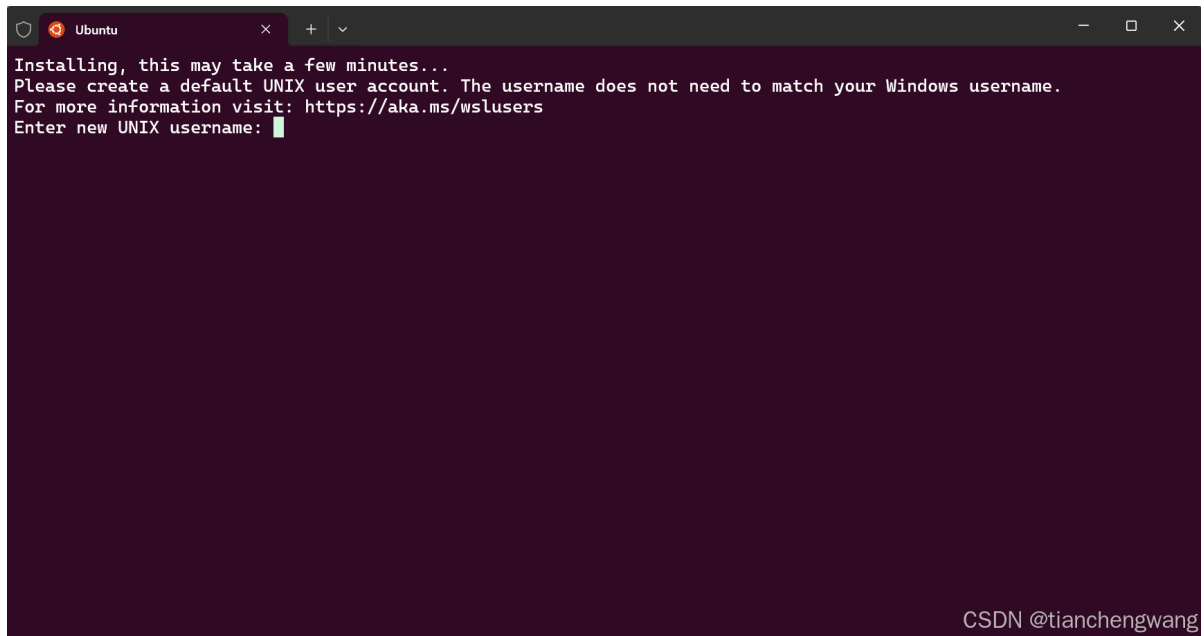 Ubuntu
Installing, this may take a few minutes...
Please create a default UNIX user account. The username does not need to match your Windows username.
For more information visit: https://aka.ms/wslusers
Enter new UNIX username:
CSDN @tianchengwang